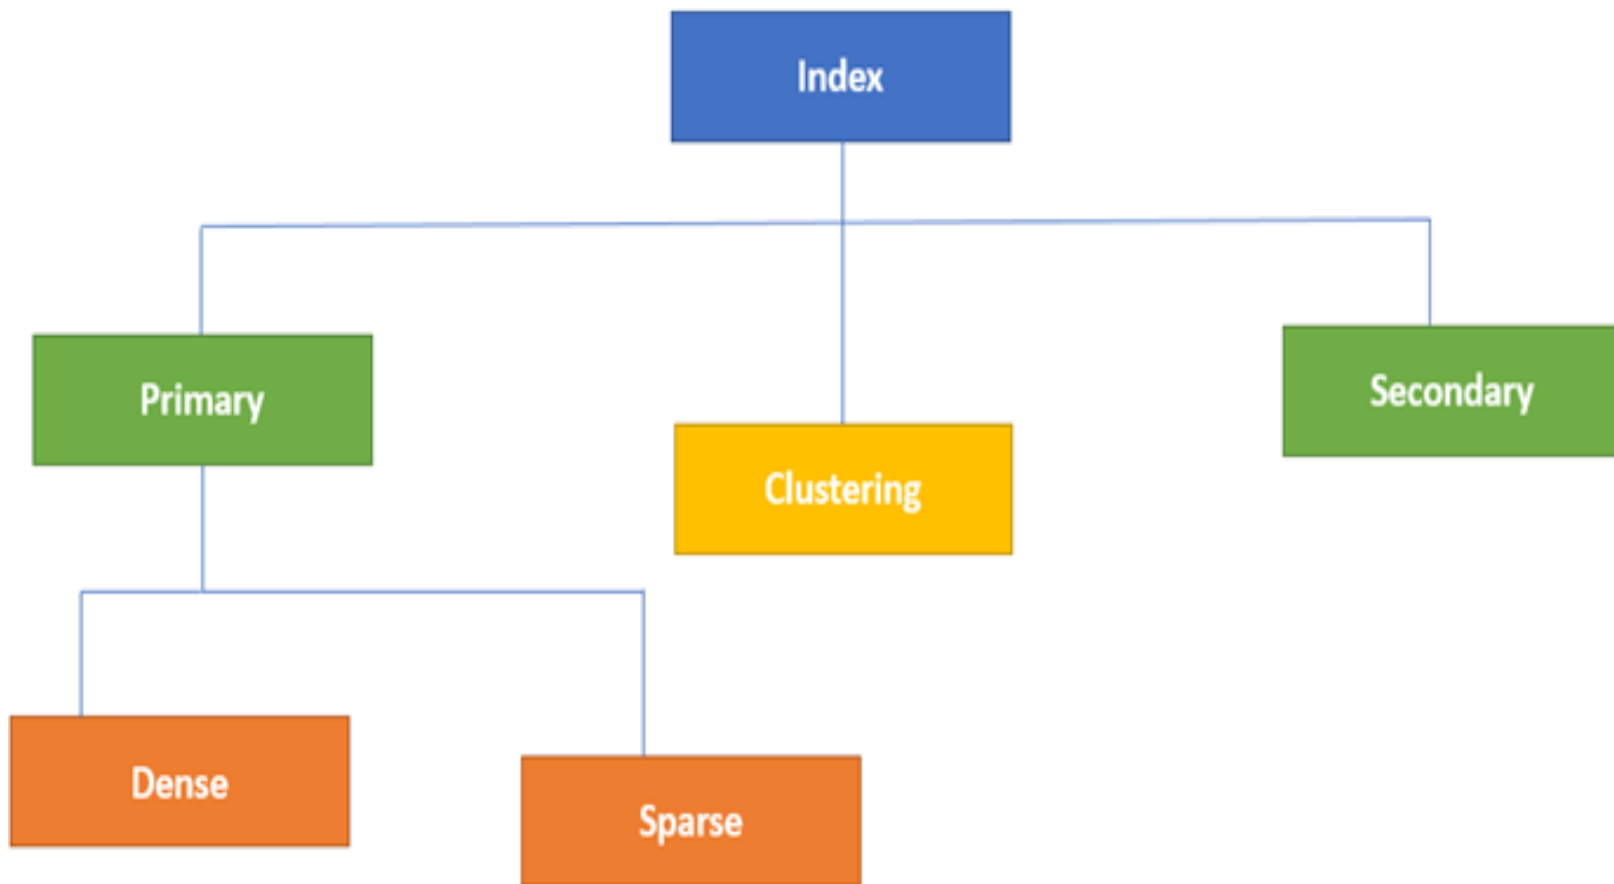 Index
Primary
Secondary
Clustering
Dense
Sparse